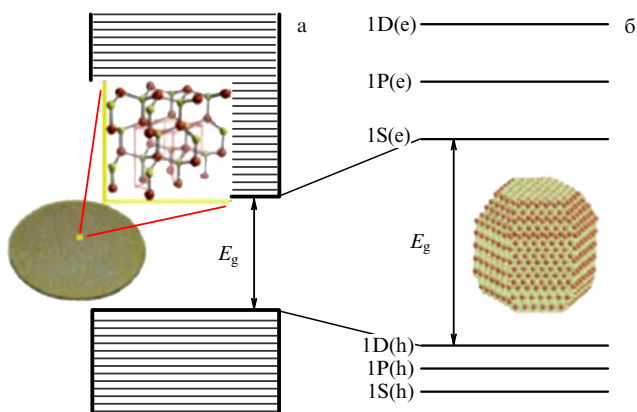 а
1D(e)
б
1P(e)
1S(e)
Eg
Eg
1D(h)
1P(h)
1S(h)